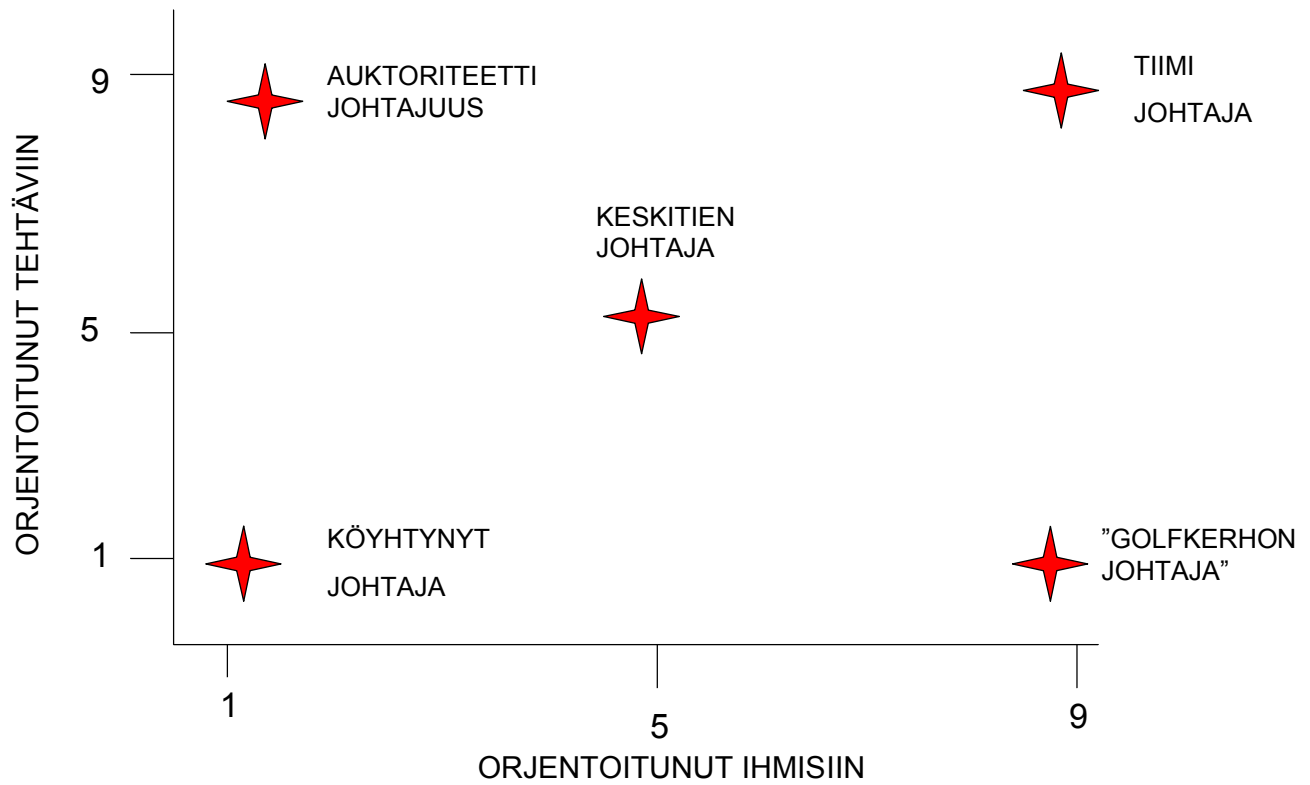 9
AUKTORITEETTI
JOHTAJUUS
TIIMI
JOHTAJA
KESKITIEN
JOHTAJA
ORJENTOITUNUT TEHTÄVIIN
5
1
KÖYHTYNYT
JOHTAJA
”GOLFKERHON
JOHTAJA”
1
5
9
ORJENTOITUNUT IHMISIIN